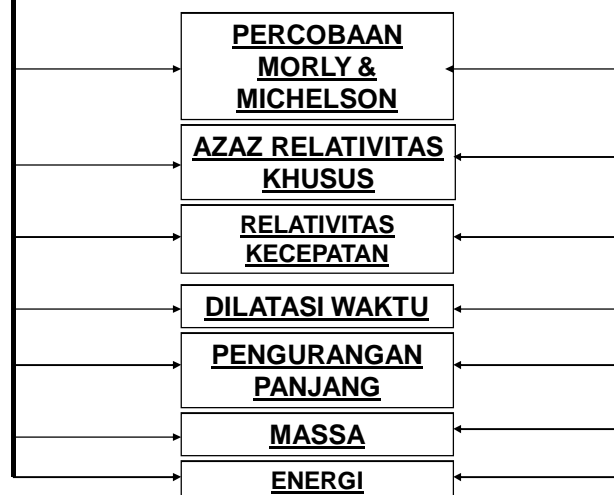 PERCOBAAN
MORLY &
MICHELSON
AZAZ RELATIVITAS
KHUSUS
RELATIVITAS
KECEPATAN
DILATASI WAKTU
PENGURANGAN
PANJANG
MASSA
ENERGI